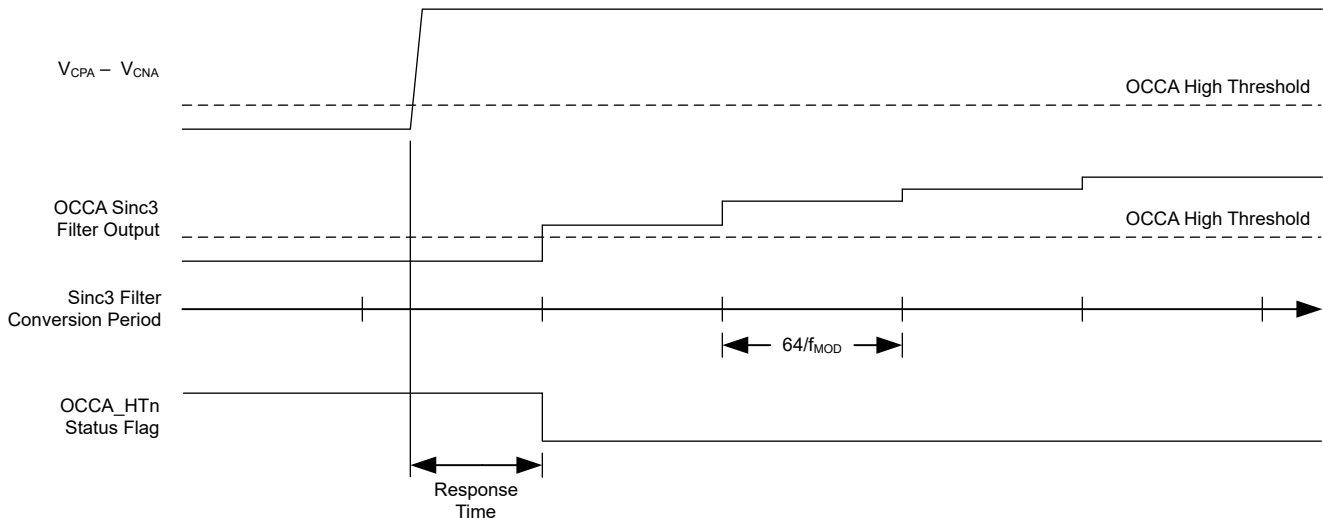 V_CPA – V_CNA
OCCA High Threshold
OCCA Sinc3
Filter Output
OCCA High Threshold
Sinc3 Filter
Conversion Period
64/f_MOD
OCCA_HTn
Status Flag
Response
Time